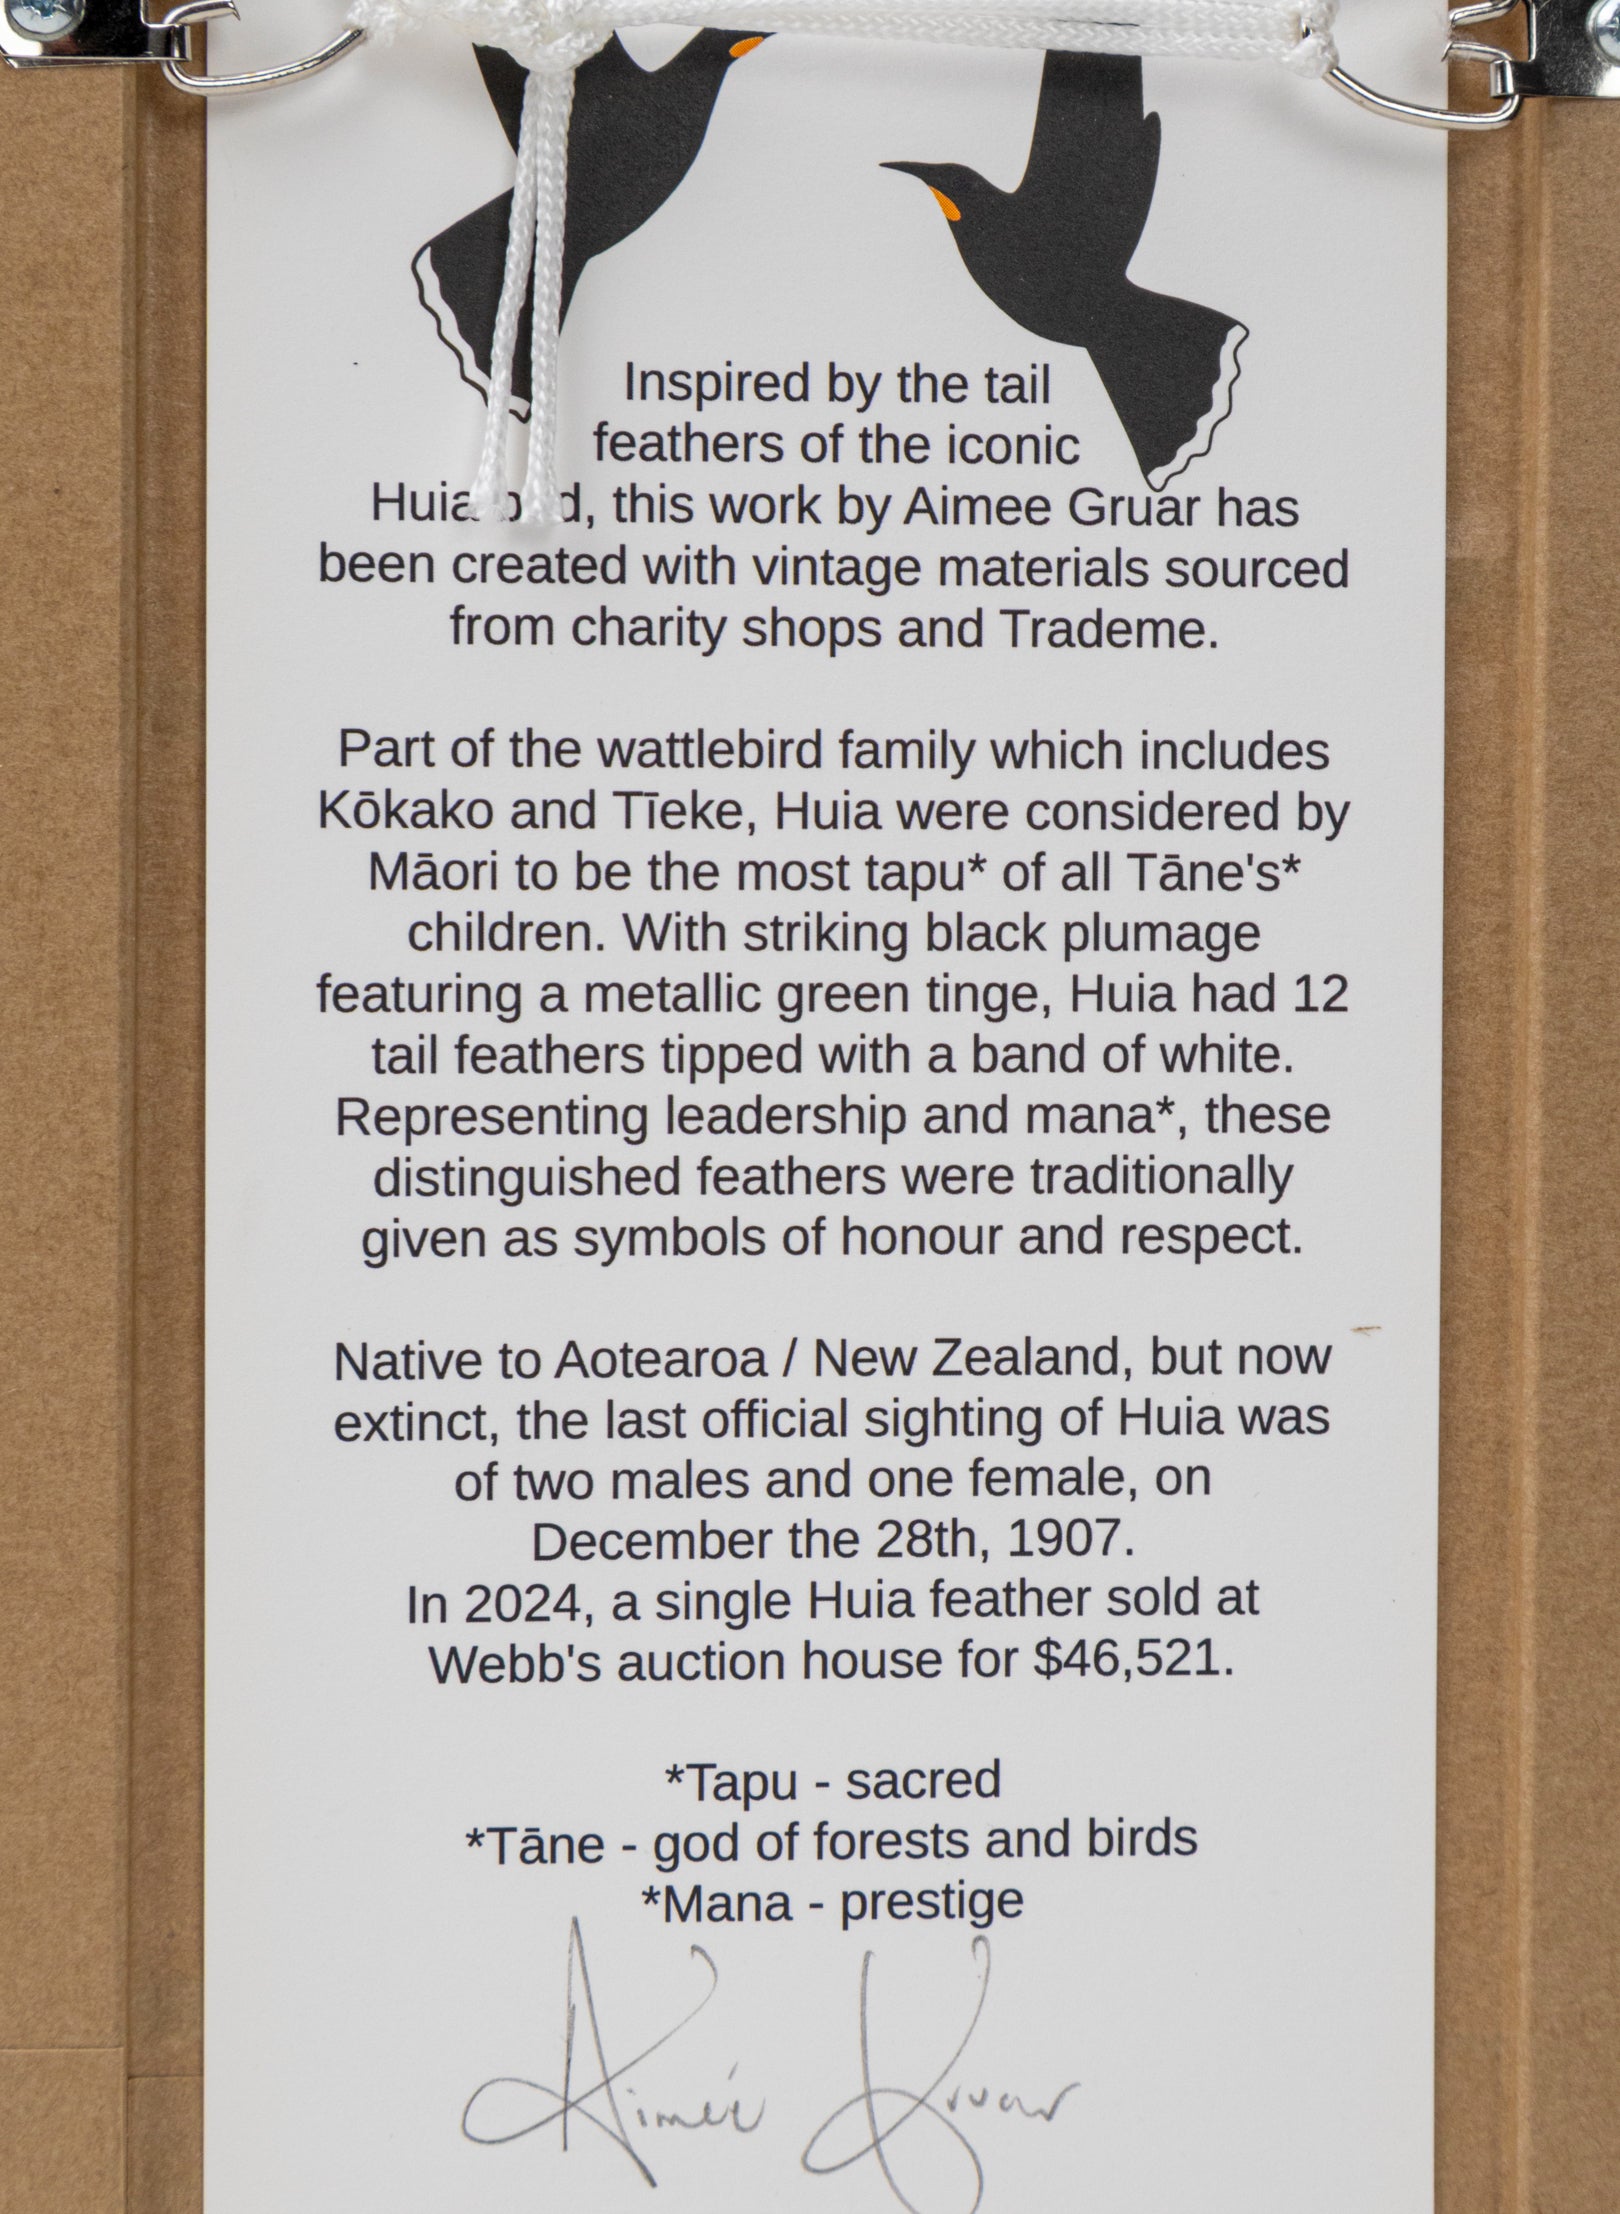 Inspired by the tail
feathers of the iconic
Huia bird, this work by Aimee Gruar has
been created with vintage materials sourced
from charity shops and Trademe.
Part of the wattlebird family which includes
Kōkako and Tīeke, Huia were considered by
Māori to be the most tapu* of all Tāne's*
children. With striking black plumage
featuring a metallic green tinge, Huia had 12
tail feathers tipped with a band of white.
Representing leadership and mana*, these
distinguished feathers were traditionally
given as symbols of honour and respect.
Native to Aotearoa / New Zealand, but now
extinct, the last official sighting of Huia was
of two males and one female, on
December the 28th, 1907.
In 2024, a single Huia feather sold at
Webb's auction house for $46,521.
*Tapu - sacred
*Tāne - god of forests and birds
*Mana - prestige
Aimée Gruar